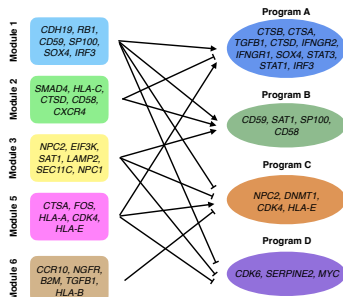 Module 1
CDH19, RB1,
CD59, SP100,
SOX4, IRF3
Module 2
SMAD4, HLA-C,
CTSD, CD58,
CXCR4
Module 3
NPC2, EIF3K,
SAT1, LAMP2,
SEC11C, NPC1
Module 5
CTSA, FOS,
HLA-A, CDK4,
HLA-E
Module 6
CCR10, NGFR,
B2M, TGFB1,
HLA-B
Program A
CTSB, CTSA,
TGFB1, CTSD, IFNGR2,
IFNGR1, SOX4, STAT3,
STAT1, IRF3
Program B
CD59, SAT1, SP100,
CD58
Program C
NPC2, DNMT1,
CDK4, HLA-E
Program D
CDK6, SERPINE2, MYC